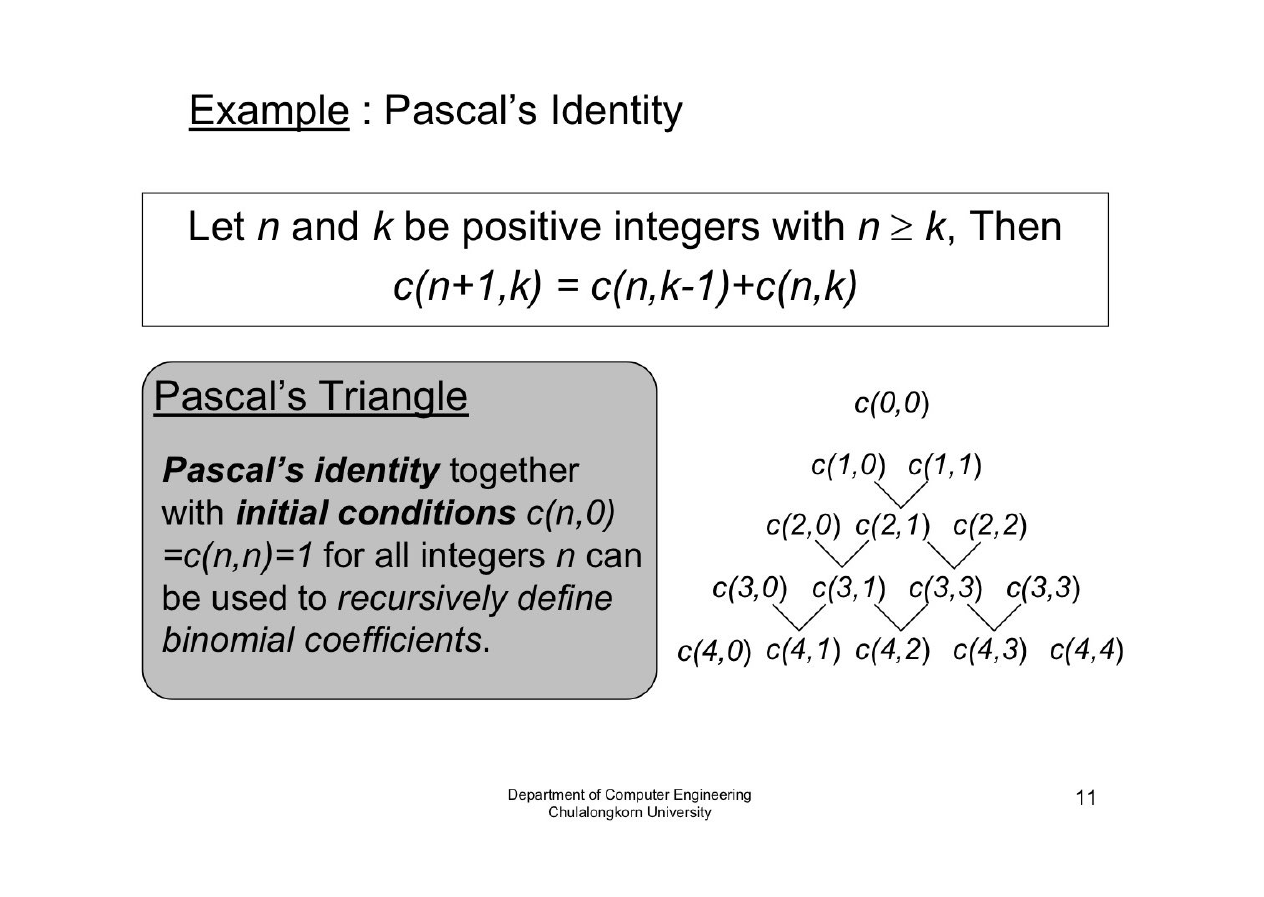 Example : Pascal’s Identity
Let n and k be positive integers with n ≥ k, Then
c(n+1,k) = c(n,k-1)+c(n,k)
Pascal’s Triangle
Pascal’s identity together
with initial conditions c(n,0)
=c(n,n)=1 for all integers n can
be used to recursively define
binomial coefficients.
c(0,0)
c(1,0) c(1,1)
c(2,0) c(2,1) c(2,2)
c(3,0) c(3,1) c(3,3) c(3,3)
c(4,0) c(4,1) c(4,2) c(4,3) c(4,4)
Department of Computer Engineering
Chulalongkorn University
11